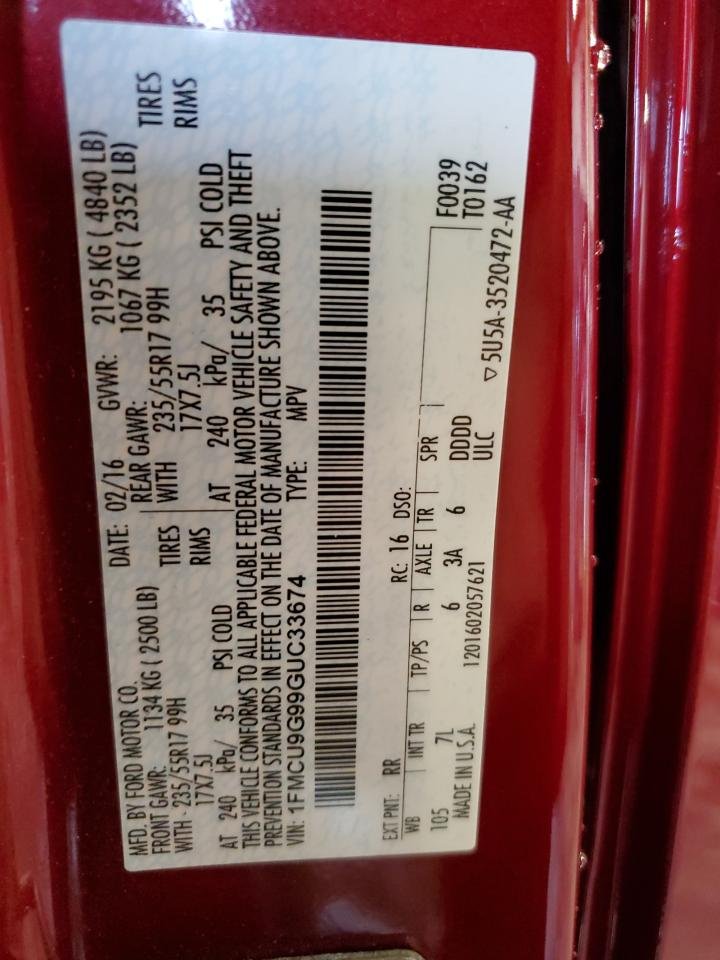 MFD. BY FORD MOTOR CO. DATE: 02/16 GVWR: 2195 KG ( 4840 LB)
FRONT GAWR: 1134 KG ( 2500 LB) REAR GAWR: 1067 KG ( 2352 LB)
WITH - 235/55R17 99H TIRES WITH 235/55R17 99H TIRES
17X7.5J RIMS 17X7.5J RIMS
AT 240 kPa/ 35 PSI COLD AT 240 kPa/ 35 PSI COLD
THIS VEHICLE CONFORMS TO ALL APPLICABLE FEDERAL MOTOR VEHICLE SAFETY AND THEFT
PREVENTION STANDARDS IN EFFECT ON THE DATE OF MANUFACTURE SHOWN ABOVE.
VIN: 1FMCU9G99GUC33674 TYPE: MPV
EXT PNT: RR RC: 16 DSO:
WB INT TR TP/PS R AXLE TR SPR F0039
105 7L 6 3A 6 DDDD T0162
MADE IN U.S.A. 1201602057621 ULC ▽5U5A-3520472-AA